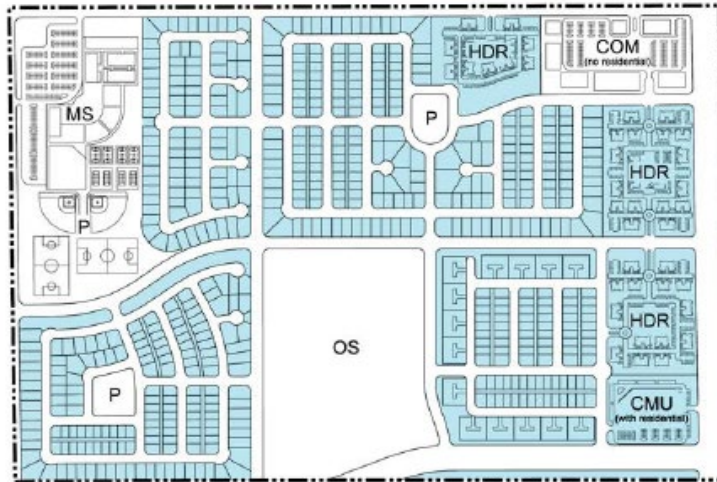 HDR
COM
(no residential)
MS
P
HDR
P
HDR
OS
P
CMU
(with residential)